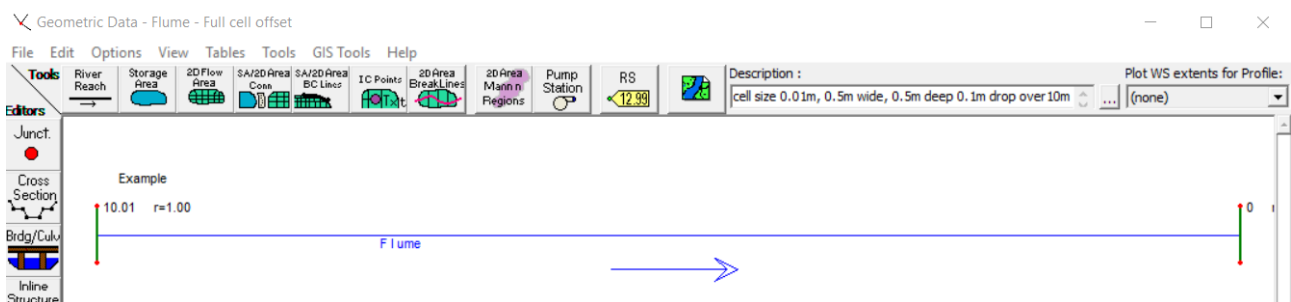 Geometric Data - Flume - Full cell offset
File Edit Options View Tables Tools GIS Tools Help
Tools
Editors
River Reach
Storage Area
2D Flow Area
SA/2D Area Conn
SA/2D Area BC Lines
IC Points
2D Area BreakLines
2D Area Mann n Regions
Pump Station
RS
12.99
Description :
cell size 0.01m, 0.5m wide, 0.5m deep 0.1m drop over 10m
...
Plot WS extents for Profile:
(none)
Junct.
Cross Section
Brdg/Culv
Inline Structure
Example
10.01 r=1.00
Flume
0 r